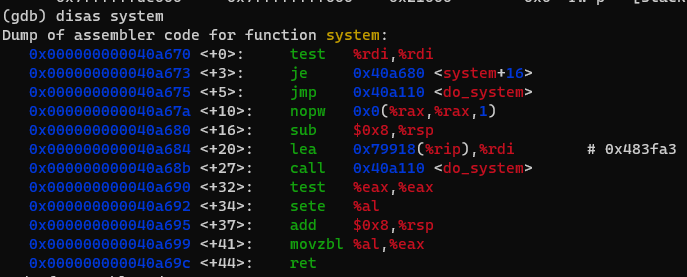 (gdb) disas system
Dump of assembler code for function system:
   0x000000000040a670 <+0>:     test   %rdi,%rdi
   0x000000000040a673 <+3>:     je     0x40a680 <system+16>
   0x000000000040a675 <+5>:     jmp    0x40a110 <do_system>
   0x000000000040a67a <+10>:    nopw   0x0(%rax,%rax,1)
   0x000000000040a680 <+16>:    sub    $0x8,%rsp
   0x000000000040a684 <+20>:    lea    0x79918(%rip),%rdi        # 0x483fa3
   0x000000000040a68b <+27>:    call   0x40a110 <do_system>
   0x000000000040a690 <+32>:    test   %eax,%eax
   0x000000000040a692 <+34>:    sete   %al
   0x000000000040a695 <+37>:    add    $0x8,%rsp
   0x000000000040a699 <+41>:    movzbl %al,%eax
   0x000000000040a69c <+44>:    ret